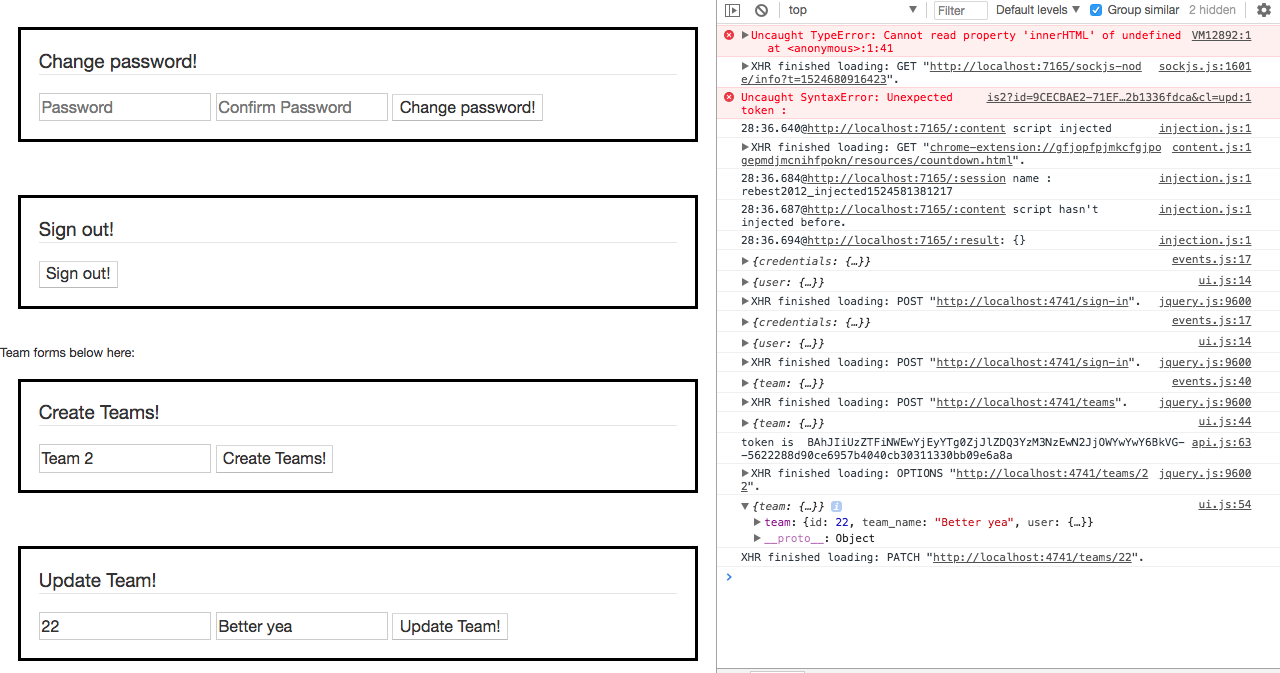 Change password!
Password
Confirm Password
Change password!
Sign out!
Sign out!
Team forms below here:
Create Teams!
Team 2
Create Teams!
Update Team!
22
Better yea
Update Team!
top
Filter
Default levels
Group similar
2 hidden
Uncaught TypeError: Cannot read property 'innerHTML' of undefined VM12892:1
at <anonymous>:1:41
XHR finished loading: GET "http://localhost:7165/sockjs-nod sockjs.js:1601
e/info?t=1524680916423".
Uncaught SyntaxError: Unexpected is2?id=9CECBAE2-71EF…2b1336fdca&cl=upd:1
token :
28:36.640@http://localhost:7165/:content script injected injection.js:1
XHR finished loading: GET "chrome-extension://gfjopfpjmkcfgjpo content.js:1
gepmdjmcnihfpokn/resources/countdown.html".
28:36.684@http://localhost:7165/:session name : injection.js:1
rebest2012_injected1524581381217
28:36.687@http://localhost:7165/:content script hasn't injection.js:1
injected before.
28:36.694@http://localhost:7165/:result: {} injection.js:1
{credentials: {…}} events.js:17
{user: {…}} ui.js:14
XHR finished loading: POST "http://localhost:4741/sign-in". jquery.js:9600
{credentials: {…}} events.js:17
{user: {…}} ui.js:14
XHR finished loading: POST "http://localhost:4741/sign-in". jquery.js:9600
{team: {…}} events.js:40
XHR finished loading: POST "http://localhost:4741/teams". jquery.js:9600
{team: {…}} ui.js:44
token is BAhJIiUzZTFiNWEwYjEyYTg0ZjJlZDQ3YzM3NzEwN2JjOWYwYwY6BkVG- api.js:63
-5622288d90ce6957b4040cb30311330bb09e6a8a
XHR finished loading: OPTIONS "http://localhost:4741/teams/2 jquery.js:9600
2".
{team: {…}} i ui.js:54
team: {id: 22, team_name: "Better yea", user: {…}}
__proto__: Object
XHR finished loading: PATCH "http://localhost:4741/teams/22".